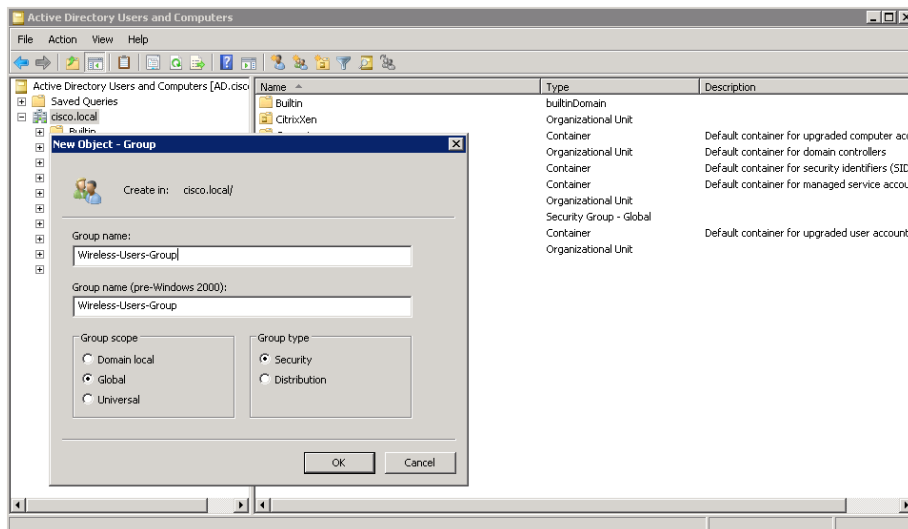 Active Directory Users and Computers
File Action View Help
Active Directory Users and Computers [AD.cisco
Saved Queries
cisco.local
Builtin
Name Type Description
Builtin builtinDomain
CitrixXen Organizational Unit
Container Default container for upgraded computer acc
Organizational Unit Default container for domain controllers
Container Default container for security identifiers (SID
Container Default container for managed service accou
Organizational Unit
Security Group - Global
Container Default container for upgraded user account
Organizational Unit
New Object - Group
Create in: cisco.local/
Group name:
Wireless-Users-Group
Group name (pre-Windows 2000):
Wireless-Users-Group
Group scope
Domain local
Global
Universal
Group type
Security
Distribution
OK Cancel